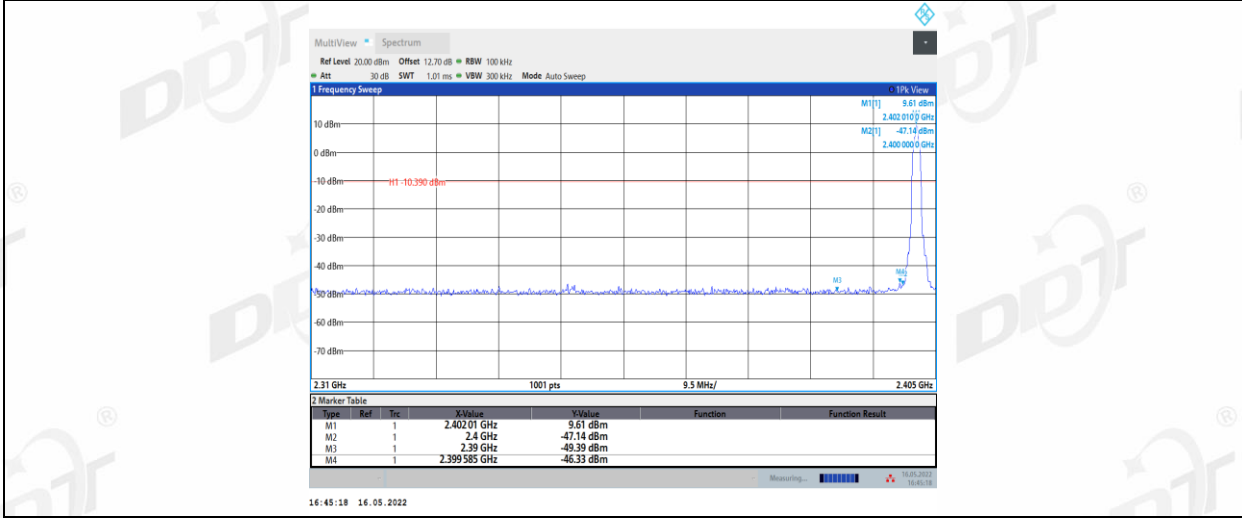 MultiView Spectrum
Ref Level 20.00 dBm Offset 12.70 dB RBW 100 kHz
Att 30 dB SWT 1.01 ms VBW 300 kHz Mode Auto Sweep
1 Frequency Sweep 1Pk View
M1[1] 9.61 dBm
2.402 010 0 GHz
M2[1] -47.14 dBm
2.400 000 0 GHz
10 dBm
0 dBm
-10 dBm
H1 -10.390 dBm
-20 dBm
-30 dBm
-40 dBm
M4
M3
-50 dBm
-60 dBm
-70 dBm
2.31 GHz 1001 pts 9.5 MHz/ 2.405 GHz
2 Marker Table
Type Ref Trc X-Value Y-Value Function Function Result
M1 1 2.402 01 GHz 9.61 dBm
M2 1 2.4 GHz -47.14 dBm
M3 1 2.39 GHz -49.39 dBm
M4 1 2.399 585 GHz -46.33 dBm
Measuring... 16.05.2022
16:45:18
16:45:18 16.05.2022